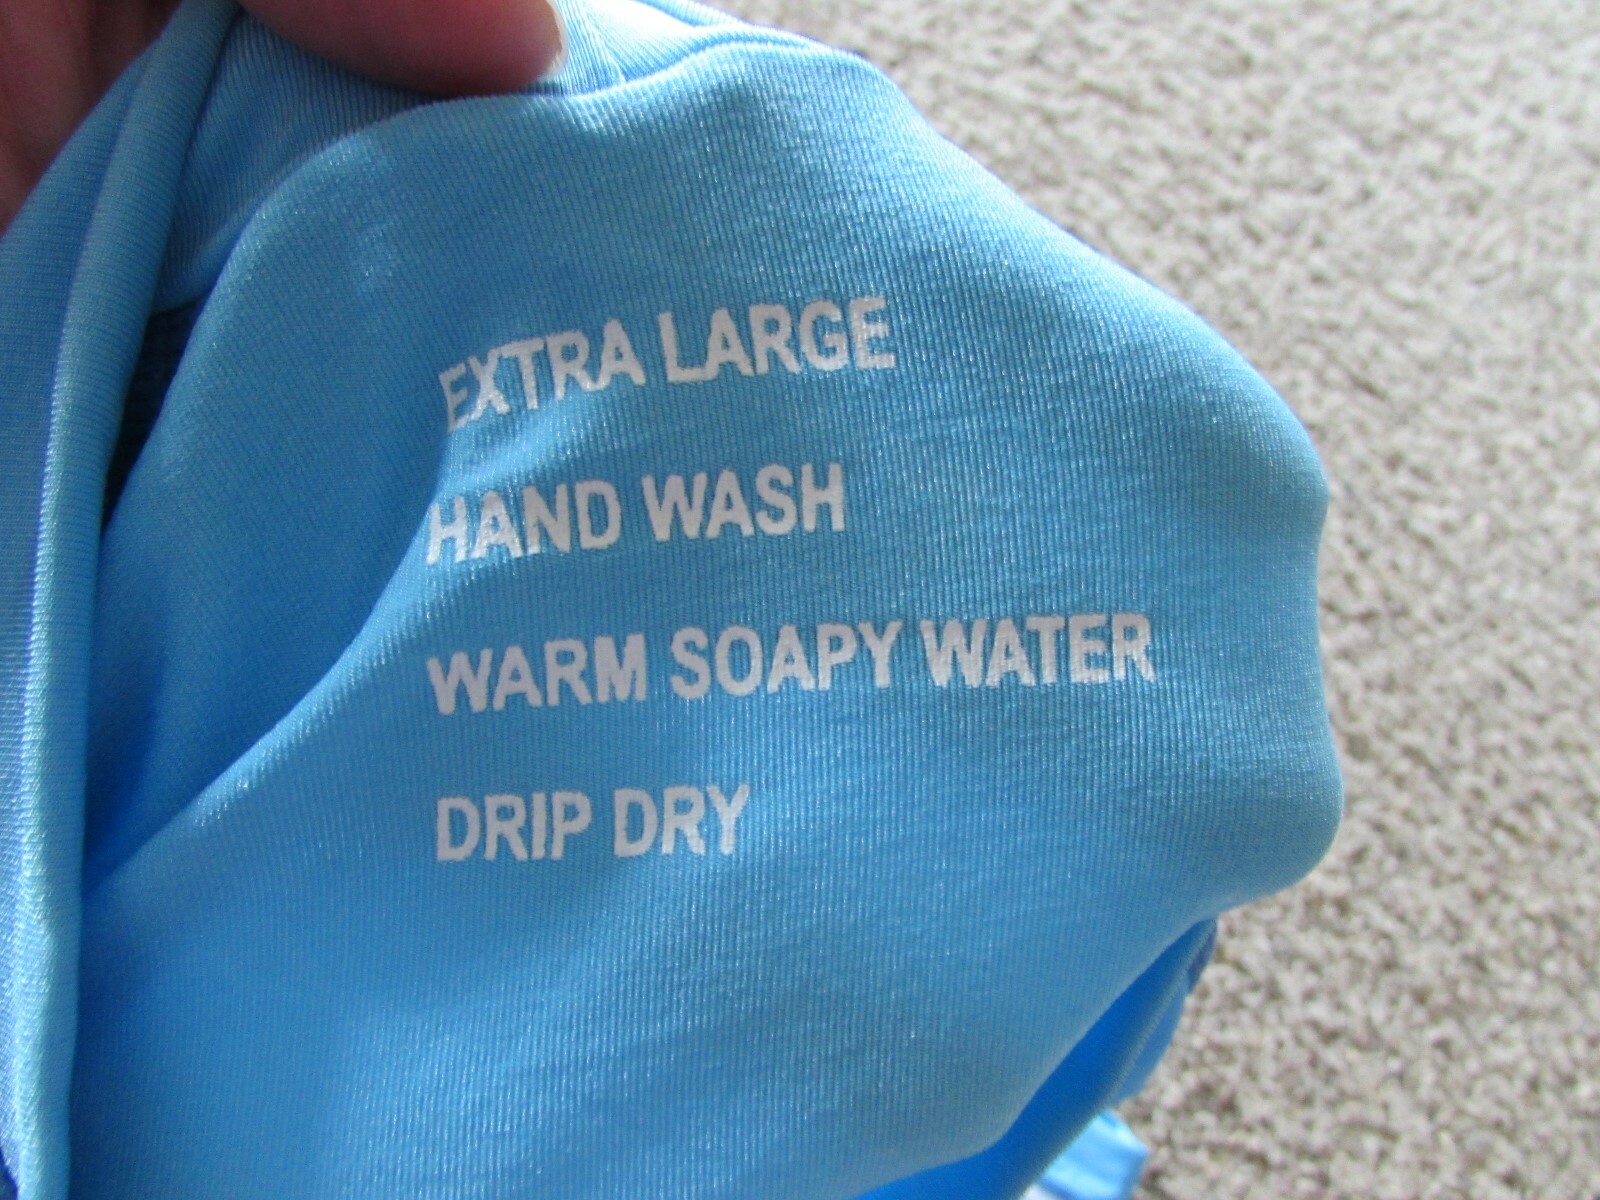 EXTRA LARGE
HAND WASH
WARM SOAPY WATER
DRIP DRY